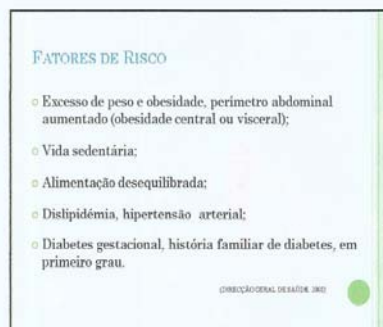 FATORES DE RISCO
Excesso de peso e obesidade, perímetro abdominal
aumentado (obesidade central ou visceral);
Vida sedentária;
Alimentação desequilibrada;
Dislipidémia, hipertensão arterial;
Diabetes gestacional, história familiar de diabetes, em
primeiro grau.
(DIRECÇÃO GERAL DE SAÚDE,